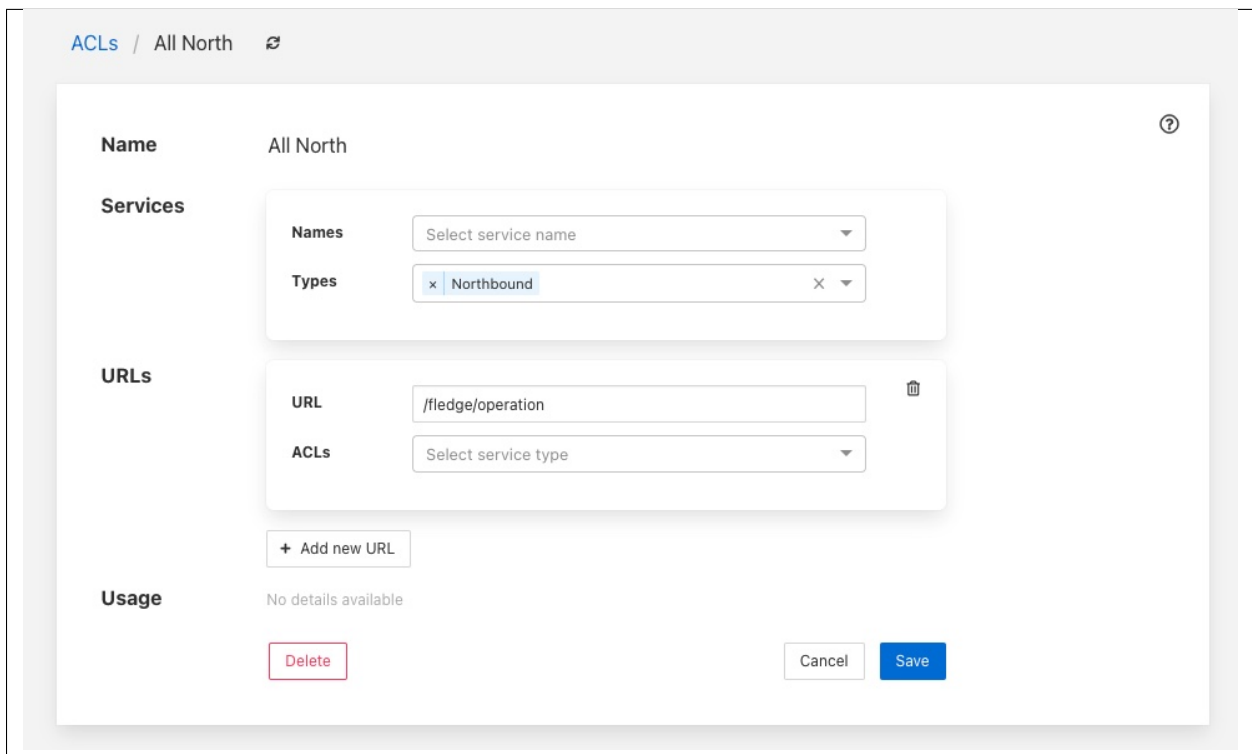 ACLs / All North
Name All North
Services
Names Select service name
Types × Northbound
URLs
URL /fledge/operation
ACLs Select service type
+ Add new URL
Usage No details available
Delete Cancel Save